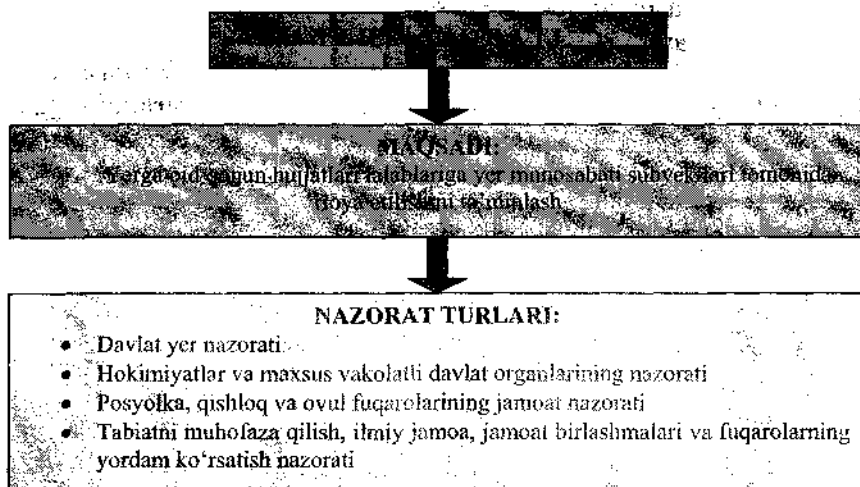 MAQSADI:
Yerga oid qonun hujjatlari talablariga yer munosabati subyektlari tomonidan
rioya etilishini ta'minlash
NAZORAT TURLARI:
• Davlat yer nazorati
• Hokimiyatlar va maxsus vakolatli davlat organlarining nazorati
• Posyolka, qishloq va ovul fuqarolarining jamoat nazorati
• Tabiatni muhofaza qilish, ilmiy jamoa, jamoat birlashmalari va fuqarolarning
yordam ko‘rsatish nazorati